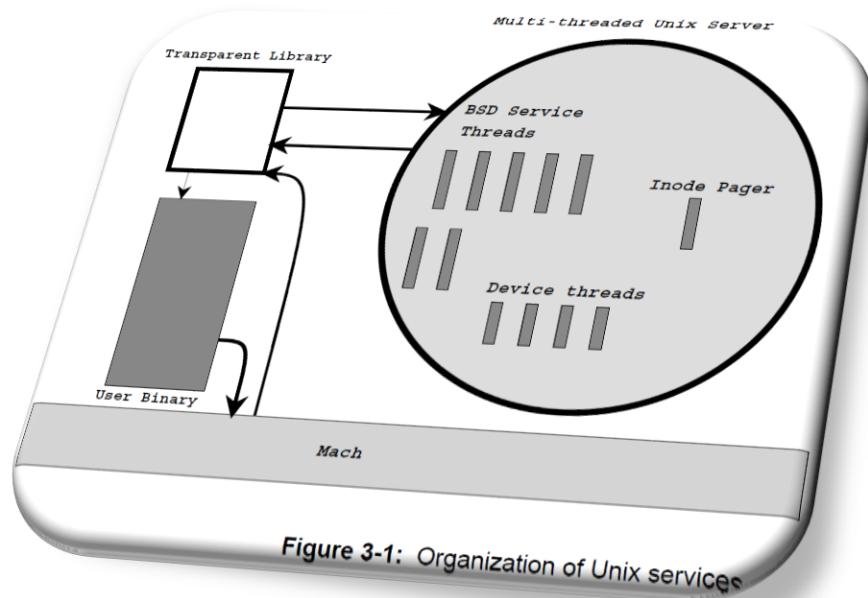 Multi-threaded Unix Server
Transparent Library
BSD Service
Threads
Inode Pager
Device threads
User Binary
Mach
Figure 3-1: Organization of Unix services